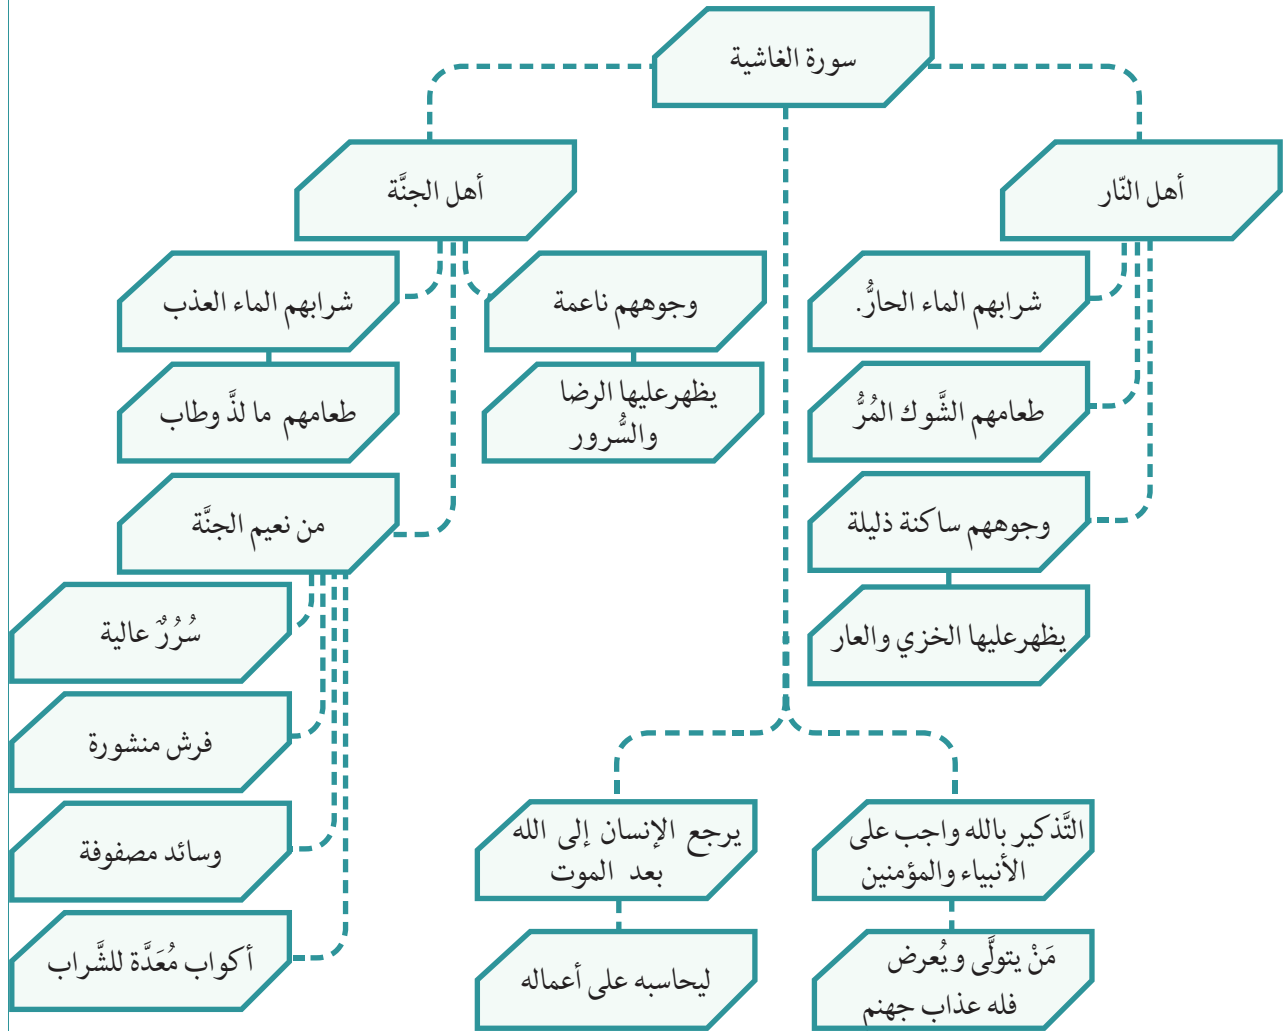 سورة الغاشية
أهل النّار
شرابهم الماء الحارُّ.
طعامهم الشَّوك المُرُّ
وجوههم ساكنة ذليلة
يظهرعليها الخزي والعار
أهل الجنَّة
وجوههم ناعمة
يظهرعليها الرضا
والسُّرور
شرابهم الماء العذب
طعامهم ما لذَّ وطاب
من نعيم الجنَّة
سُرُرٌ عالية
فرش منشورة
وسائد مصفوفة
أكواب مُعَدَّة للشَّراب
التَّذكير بالله واجب على
الأنبياء والمؤمنين
مَنْ يتولَّى ويُعرض
فله عذاب جهنم
يرجع الإنسان إلى الله
بعد الموت
ليحاسبه على أعماله